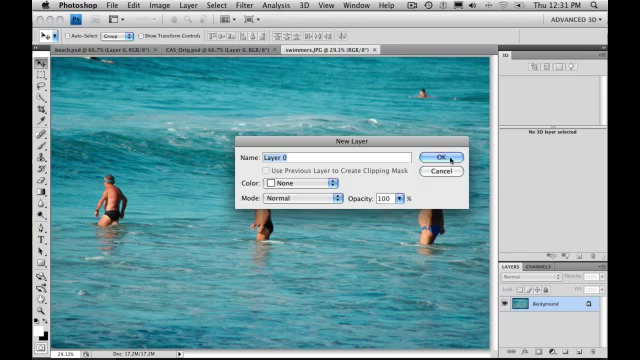 Photoshop File Edit Image Layer Select Filter Analysis 3D View Thu 12:31 PM
Ps ADVANCED 3D
Auto-Select: Group Show Transform Controls
beach.psd @ 66.7% (Layer 0, RGB/8*) CAS_Orig.psd @ 66.7% (Layer 0, RGB/8*) swimmers.JPG @ 29.1% (RGB/8*)
3D
No 3D layer selected
New Layer
Name: Layer 0 OK
Use Previous Layer to Create Clipping Mask Cancel
Color: None
Mode: Normal Opacity: 100 %
LAYERS CHANNELS
Normal Opacity:
Lock: Fill:
Background
29.12% Doc: 17.2M/17.2M